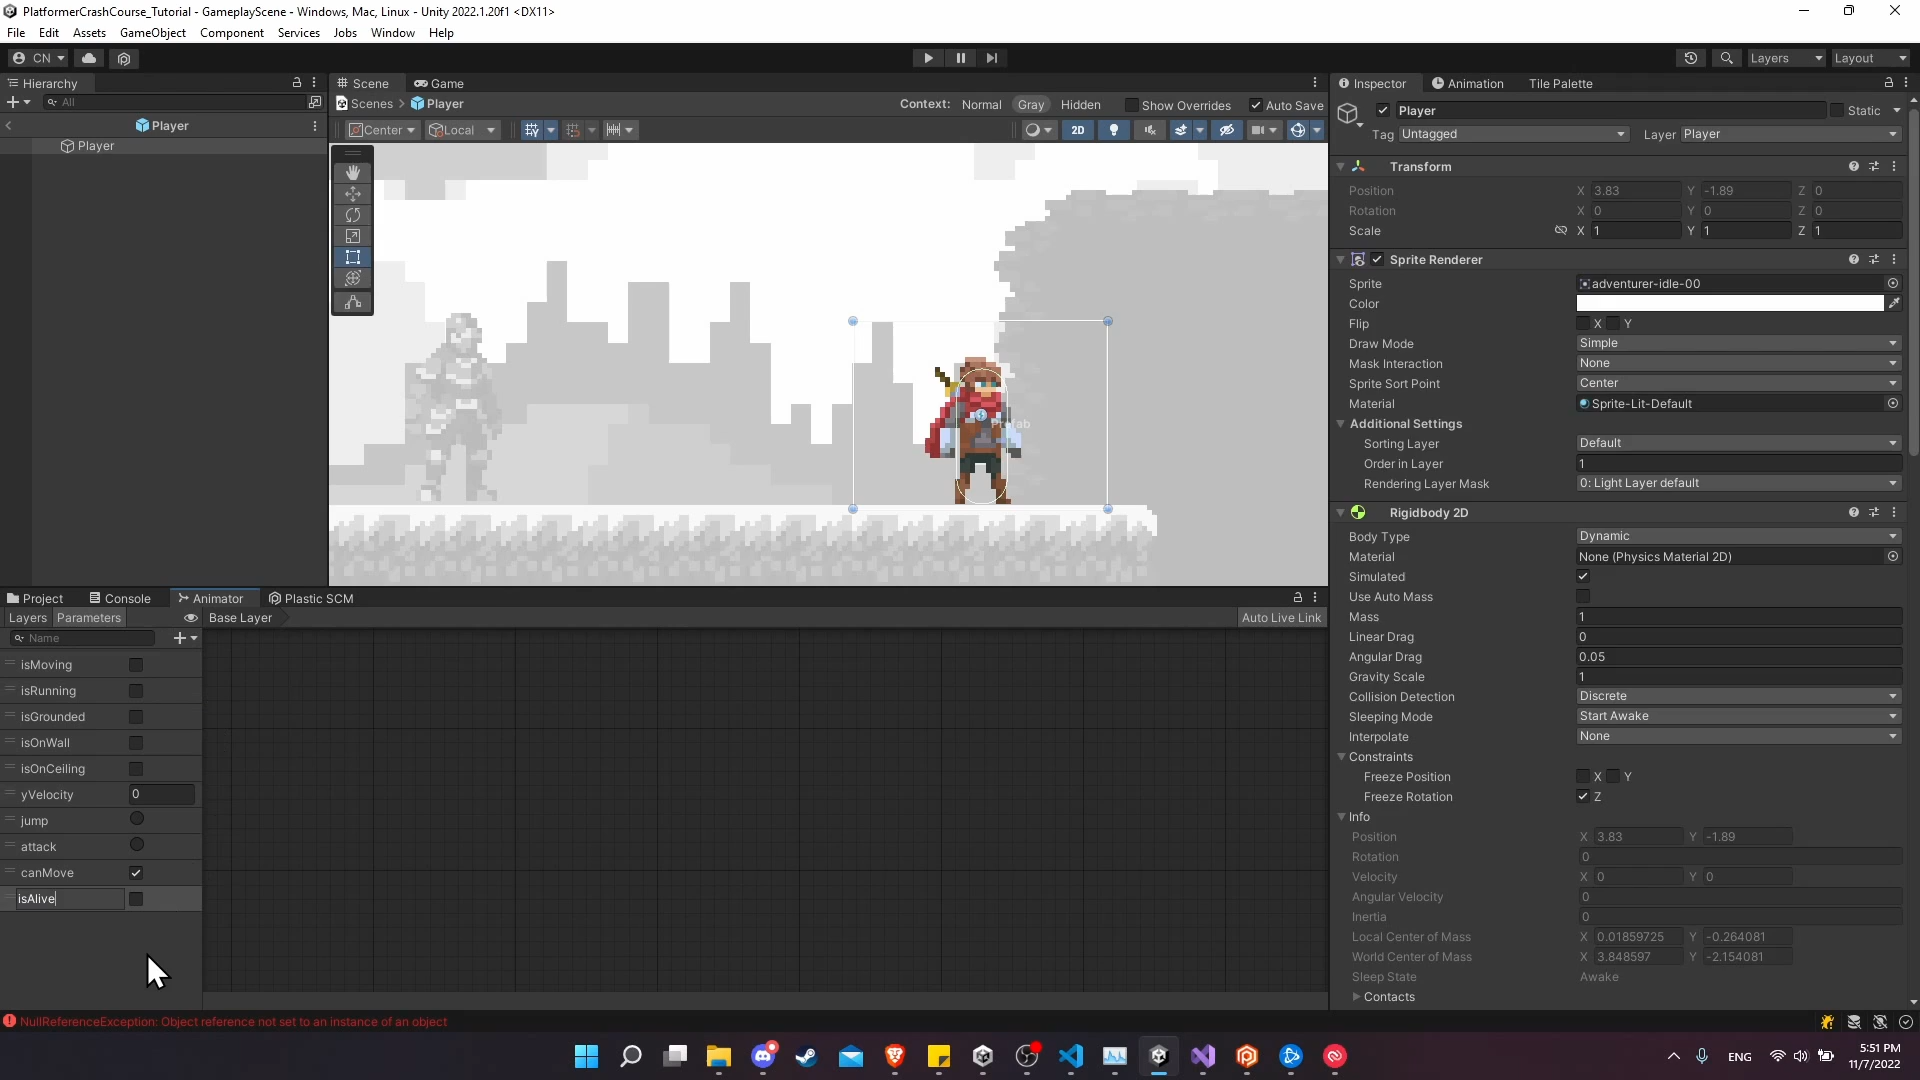 PlatformerCrashCourse_Tutorial - GameplayScene - Windows, Mac, Linux - Unity 2022.1.20f1 <DX11>
File Edit Assets GameObject Component Services Jobs Window Help
CN Layers Layout
Hierarchy Scene Game Inspector Animation Tile Palette
All Scenes Player Context: Normal Gray Hidden Show Overrides Auto Save Player Static
Player Center Local 2D Tag Untagged Layer Player
Player
Prefab
Transform
Position X 3.83 Y -1.89 Z 0
Rotation X 0 Y 0 Z 0
Scale X 1 Y 1 Z 1
Sprite Renderer
Sprite adventurer-idle-00
Color
Flip X Y
Draw Mode Simple
Mask Interaction None
Sprite Sort Point Center
Material Sprite-Lit-Default
Additional Settings
Sorting Layer Default
Order in Layer 1
Rendering Layer Mask 0: Light Layer default
Rigidbody 2D
Body Type Dynamic
Material None (Physics Material 2D)
Simulated
Use Auto Mass
Mass 1
Linear Drag 0
Angular Drag 0.05
Gravity Scale 1
Collision Detection Discrete
Sleeping Mode Start Awake
Interpolate None
Constraints
Freeze Position X Y
Freeze Rotation Z
Info
Position X 3.83 Y -1.89
Rotation 0
Velocity X 0 Y 0
Angular Velocity 0
Inertia 0
Local Center of Mass X 0.01859725 Y -0.264081
World Center of Mass X 3.848597 Y -2.154081
Sleep State Awake
Contacts
Project Console Animator Plastic SCM
Layers Parameters Base Layer Auto Live Link
Name
isMoving
isRunning
isGrounded
isOnWall
isOnCeiling
yVelocity 0
jump
attack
canMove
isAlive
NullReferenceException: Object reference not set to an instance of an object
ENG 5:51 PM
11/7/2022